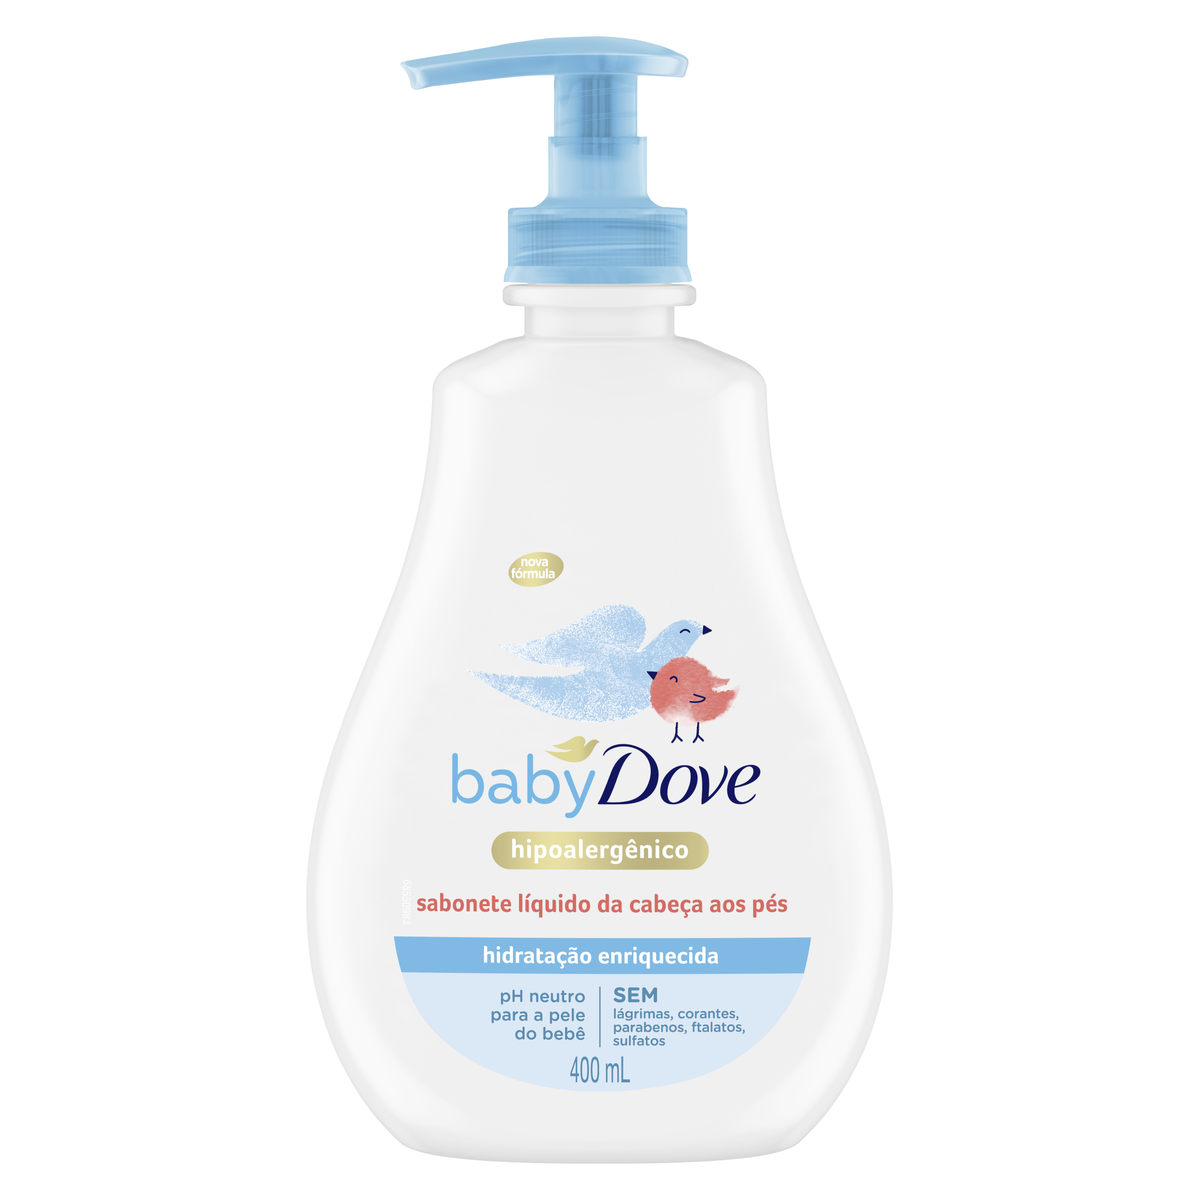 nova
fórmula
baby Dove
hipoalergênico
sabonete líquido da cabeça aos pés
hidratação enriquecida
pH neutro
para a pele
do bebê
SEM
lágrimas, corantes,
parabenos, ftalatos,
sulfatos
400 mL